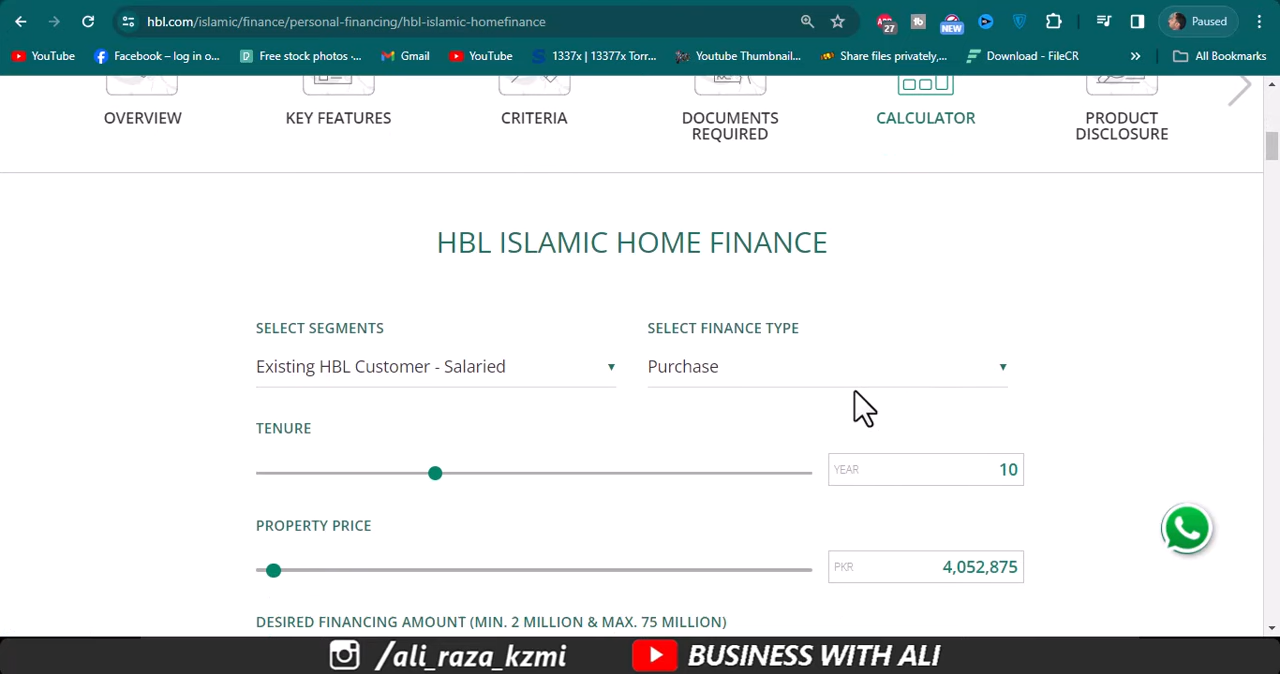 hbl.com/islamic/finance/personal-financing/hbl-islamic-homefinance
27
NEW
Paused
YouTube
Facebook – log in o...
Free stock photos -...
Gmail
YouTube
1337x | 13377x Torr...
Youtube Thumbnail...
Share files privately,...
Download - FileCR
»
All Bookmarks
OVERVIEW
KEY FEATURES
CRITERIA
DOCUMENTS REQUIRED
CALCULATOR
PRODUCT DISCLOSURE
HBL ISLAMIC HOME FINANCE
SELECT SEGMENTS
SELECT FINANCE TYPE
Existing HBL Customer - Salaried
Purchase
TENURE
YEAR 10
PROPERTY PRICE
PKR 4,052,875
DESIRED FINANCING AMOUNT (MIN. 2 MILLION & MAX. 75 MILLION)
/ali_raza_kzmi
BUSINESS WITH ALI